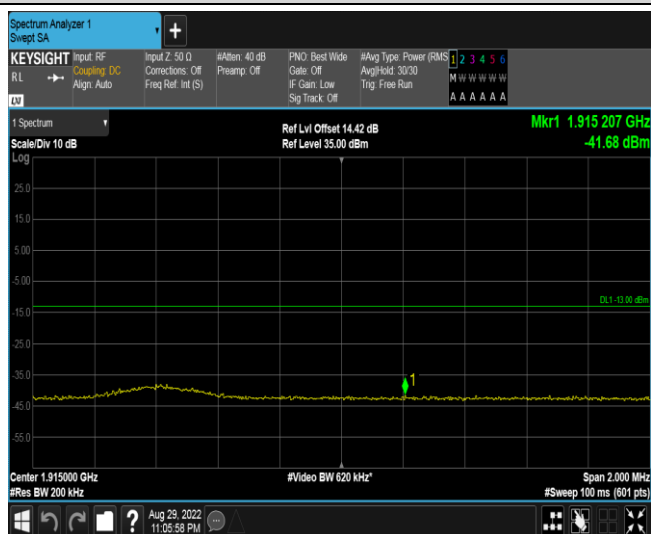 Spectrum Analyzer 1
Swept SA
KEYSIGHT
RL
LXI
Input: RF
Coupling: DC
Align: Auto
Input Z: 50 Ω
Corrections: Off
Freq Ref: Int (S)
#Atten: 40 dB
Preamp: Off
PNO: Best Wide
Gate: Off
IF Gain: Low
Sig Track: Off
#Avg Type: Power (RMS
Avg|Hold: 30/30
Trig: Free Run
1 2 3 4 5 6
M W W W W W
A A A A A A
1 Spectrum
Scale/Div 10 dB
Log
Ref Lvl Offset 14.42 dB
Ref Level 35.00 dBm
Mkr1 1.915 207 GHz
-41.68 dBm
25.0
15.0
5.00
-5.00
DL1 -13.00 dBm
-15.0
-25.0
-35.0
1
-45.0
-55.0
Center 1.915000 GHz
#Res BW 200 kHz
#Video BW 620 kHz*
Span 2.000 MHz
#Sweep 100 ms (601 pts)
?
Aug 29, 2022
11:05:58 PM